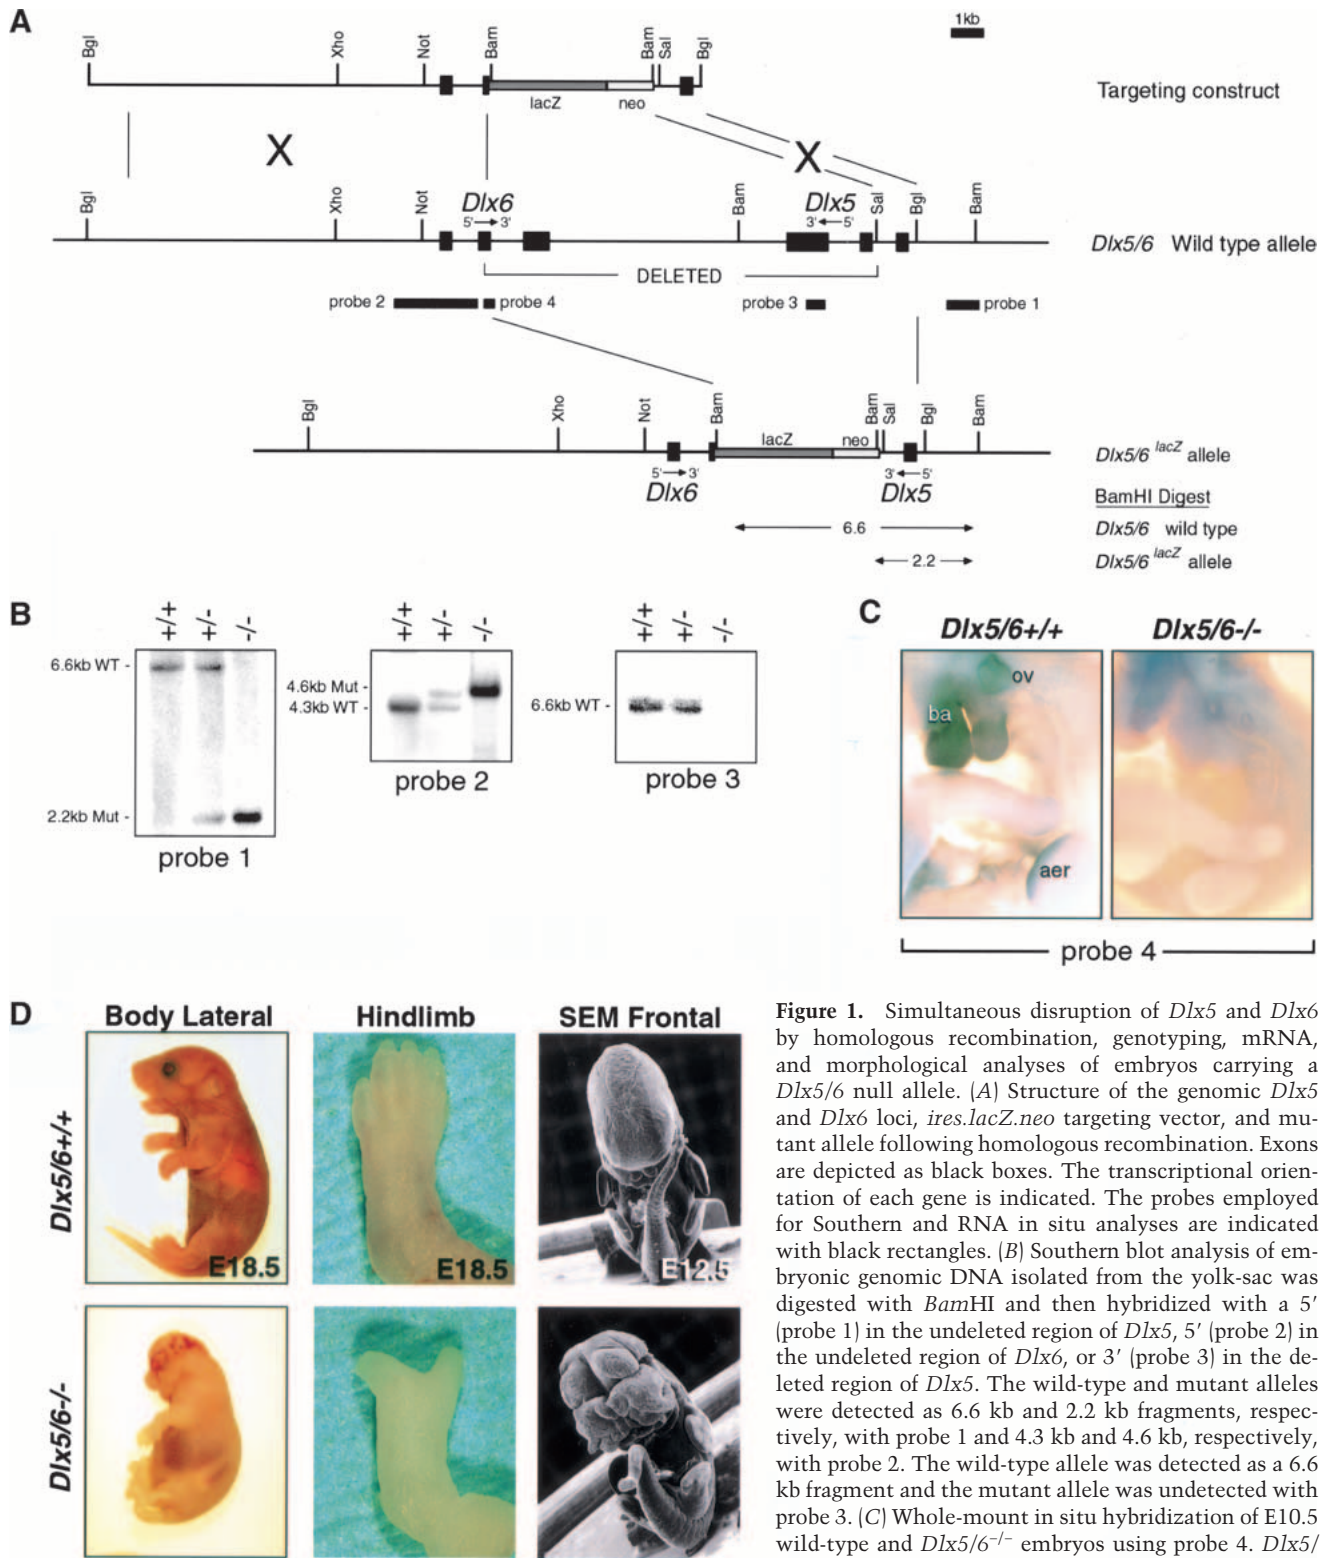 A
1kb
Bgl Xho Not Bam Bam Sal Bgl
lacZ neo
Targeting construct
X X
Bgl Xho Not Dlx6 Bam Dlx5 Sal Bgl Bam
5' 3' 3' 5'
Dlx5/6 Wild type allele
DELETED
probe 2 probe 4 probe 3 probe 1
Bgl Xho Not Bam Bam Sal Bgl Bam
lacZ neo
Dlx5/6 lacZ allele
5' 3' 3' 5'
Dlx6 Dlx5
BamHI Digest
6.6 Dlx5/6 wild type
2.2 Dlx5/6 lacZ allele
B
+/+ +/- -/-
6.6kb WT -
2.2kb Mut -
probe 1
+/+ +/- -/-
4.6kb Mut -
4.3kb WT -
probe 2
+/+ +/- -/-
6.6kb WT -
probe 3
C
Dlx5/6+/+ Dlx5/6-/-
ov
ba
aer
probe 4
D
Body Lateral Hindlimb SEM Frontal
Dlx5/6+/+
E18.5 E18.5 E12.5
Dlx5/6-/-
Figure 1. Simultaneous disruption of Dlx5 and Dlx6
by homologous recombination, genotyping, mRNA,
and morphological analyses of embryos carrying a
Dlx5/6 null allele. (A) Structure of the genomic Dlx5
and Dlx6 loci, ires.lacZ.neo targeting vector, and mu-
tant allele following homologous recombination. Exons
are depicted as black boxes. The transcriptional orien-
tation of each gene is indicated. The probes employed
for Southern and RNA in situ analyses are indicated
with black rectangles. (B) Southern blot analysis of em-
bryonic genomic DNA isolated from the yolk-sac was
digested with BamHI and then hybridized with a 5′
(probe 1) in the undeleted region of Dlx5, 5′ (probe 2) in
the undeleted region of Dlx6, or 3′ (probe 3) in the de-
leted region of Dlx5. The wild-type and mutant alleles
were detected as 6.6 kb and 2.2 kb fragments, respec-
tively, with probe 1 and 4.3 kb and 4.6 kb, respectively,
with probe 2. The wild-type allele was detected as a 6.6
kb fragment and the mutant allele was undetected with
probe 3. (C) Whole-mount in situ hybridization of E10.5
wild-type and Dlx5/6−/− embryos using probe 4. Dlx5/